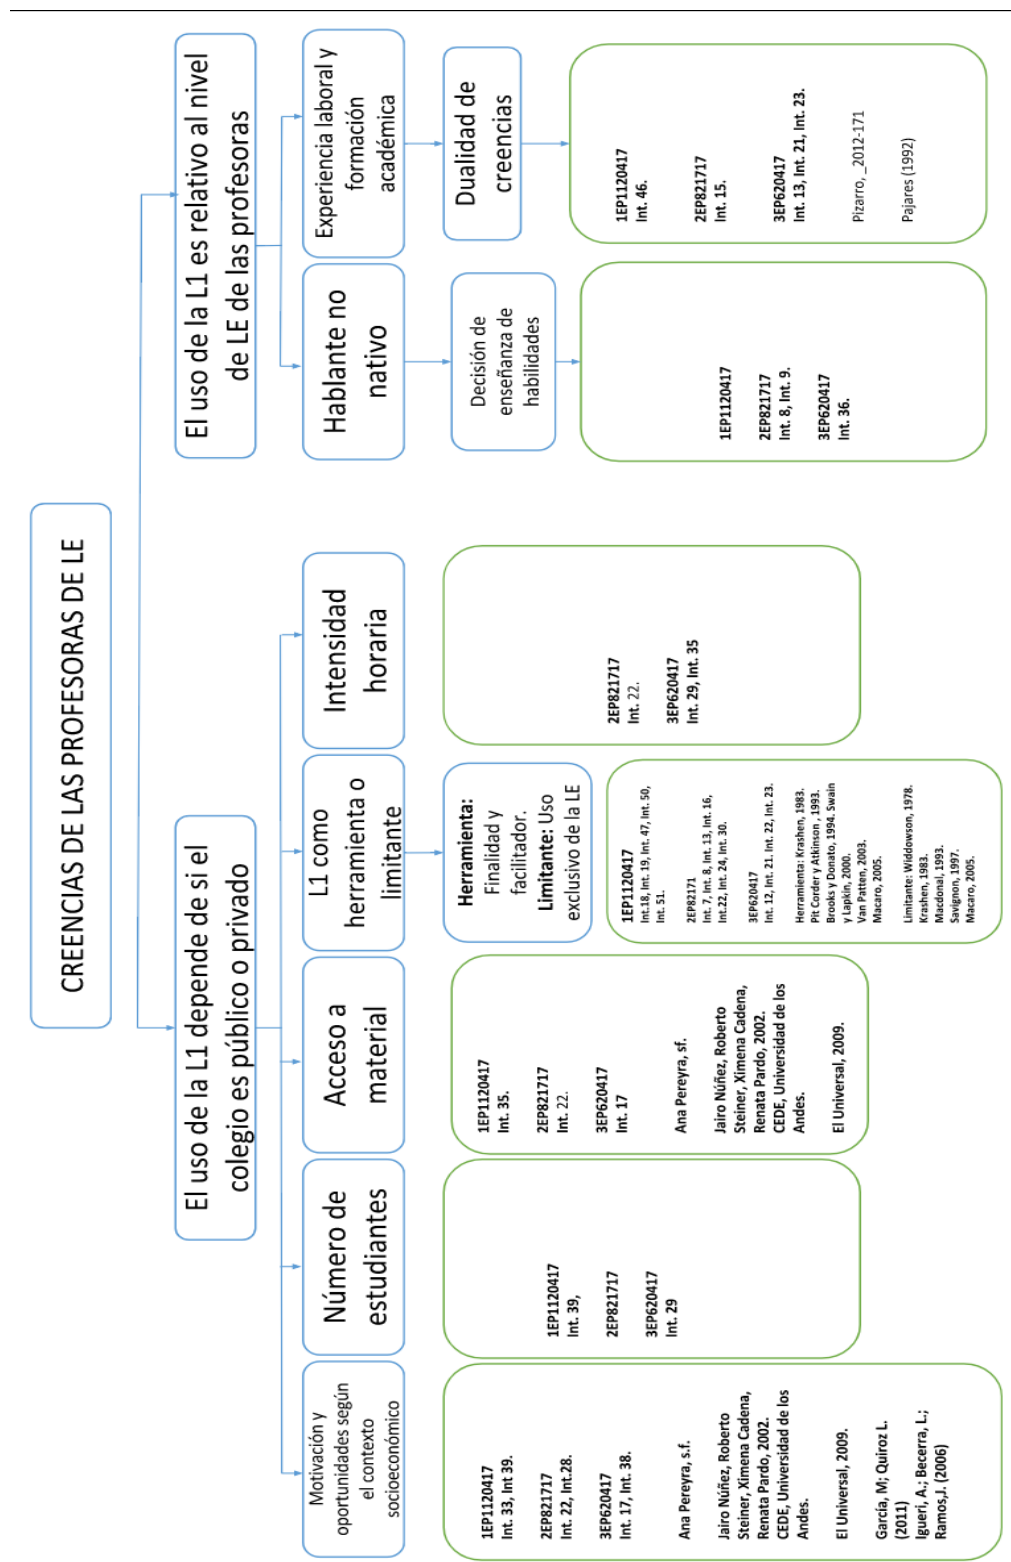 CREENCIAS DE LAS PROFESORAS DE LE
El uso de la L1 depende de si el
colegio es público o privado
El uso de la L1 es relativo al nivel
de LE de las profesoras
Motivación y
oportunidades según
el contexto
socioeconómico
Número de
estudiantes
Acceso a
material
L1 como
herramienta o
limitante
Intensidad
horaria
Hablante no
nativo
Experiencia laboral y
formación
académica
Herramienta:
Finalidad y
facilitador.
Limitante: Uso
exclusivo de la LE
Decisión de
enseñanza de
habilidades
Dualidad de
creencias
1EP1120417
Int. 33, Int 39.
2EP821717
Int. 22, Int.28.
3EP620417
Int. 17, Int. 38.
Ana Pereyra, s.f.
Jairo Núñez, Roberto
Steiner, Ximena Cadena,
Renata Pardo, 2002.
CEDE, Universidad de los
Andes.
El Universal, 2009.
García, M; Quiroz L.
(2011)
Igueri, A.; Becerra, L.;
Ramos,J. (2006)
1EP1120417
Int. 39,
2EP821717
3EP620417
Int. 29
1EP1120417
Int. 35.
2EP821717
Int. 22.
3EP620417
Int. 17
Ana Pereyra, sf.
Jairo Núñez, Roberto
Steiner, Ximena Cadena,
Renata Pardo, 2002.
CEDE, Universidad de los
Andes.
El Universal, 2009.
1EP1120417
Int.18, Int. 19, Int. 47, Int. 50,
Int. 51.
2EP82171
Int. 7, Int. 8, Int. 13, Int. 16,
Int.22, Int. 24, Int. 30.
3EP620417
Int. 12, Int. 21. Int. 22, Int. 23.
Herramienta: Krashen, 1983.
Pit Corder y Atkinson , 1993.
Brooks y Donato, 1994. Swain
y Lapkin, 2000.
Van Patten, 2003.
Macaro, 2005.
Limitante: Widdowson, 1978.
Krashen, 1983.
Macdonal, 1993.
Savignon, 1997.
Macaro, 2005.
2EP821717
Int. 22.
3EP620417
Int. 29, Int. 35
1EP1120417
2EP821717
Int. 8, Int. 9.
3EP620417
Int. 36.
1EP1120417
Int. 46.
2EP821717
Int. 15.
3EP620417
Int. 13, Int. 21, Int. 23.
Pizarro, _2012-171
Pajares (1992)